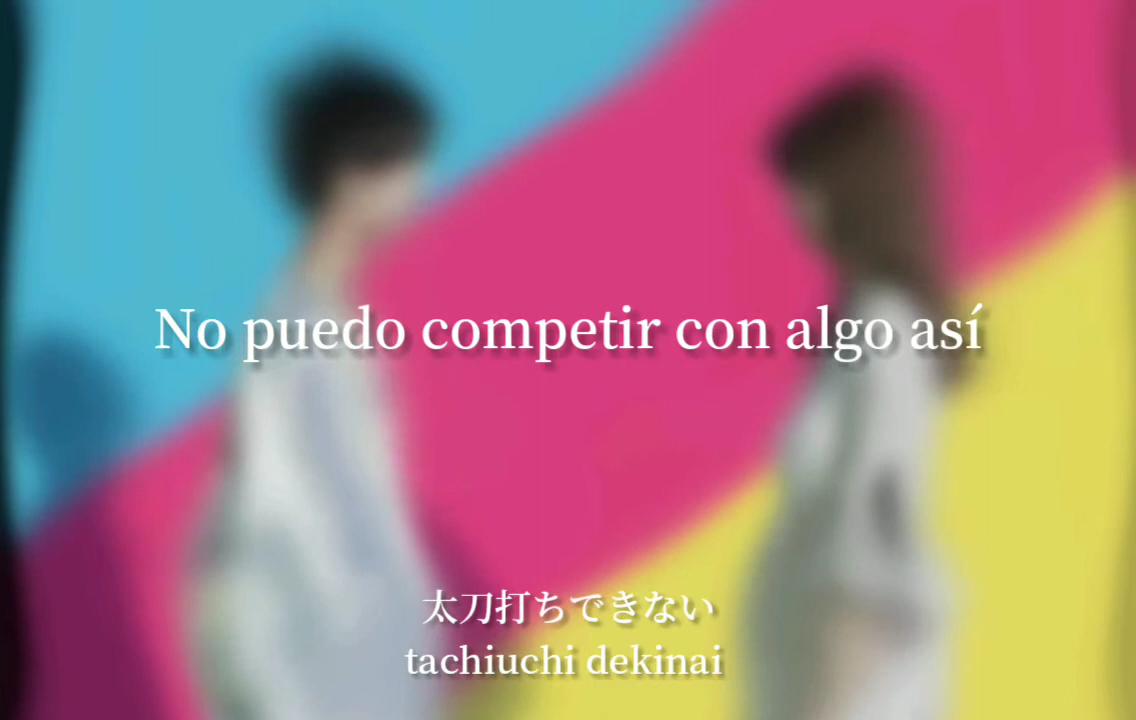 No puedo competir con algo así
太刀打ちできない
tachiuchi dekinai